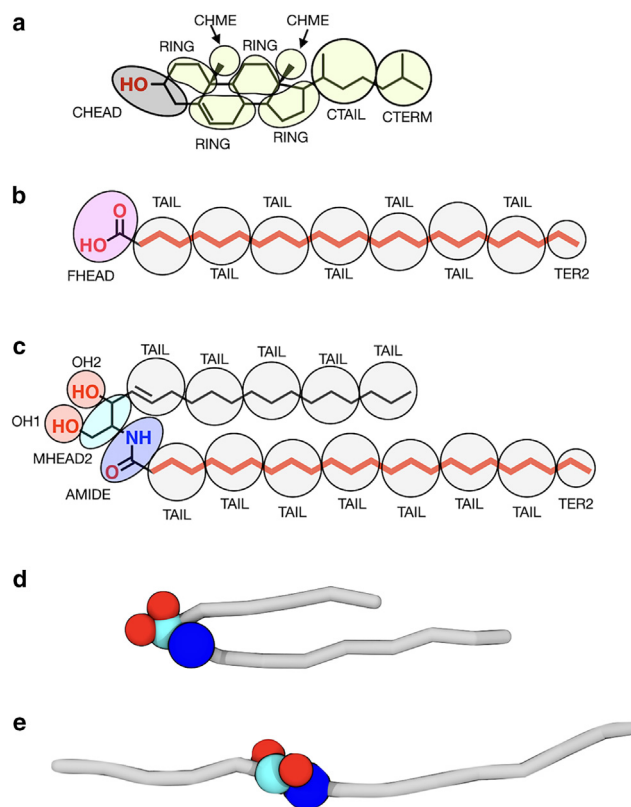 a
CHME
CHME
RING
RING
HO
CHEAD
RING
RING
CTAIL
CTERM
b
TAIL
TAIL
TAIL
TAIL
O
HO
FHEAD
TAIL
TAIL
TAIL
TER2
c
TAIL
TAIL
TAIL
TAIL
TAIL
OH2
HO
OH1
HO
MHEAD2
NH
O
AMIDE
TAIL
TAIL
TAIL
TAIL
TAIL
TAIL
TAIL
TER2
d
e